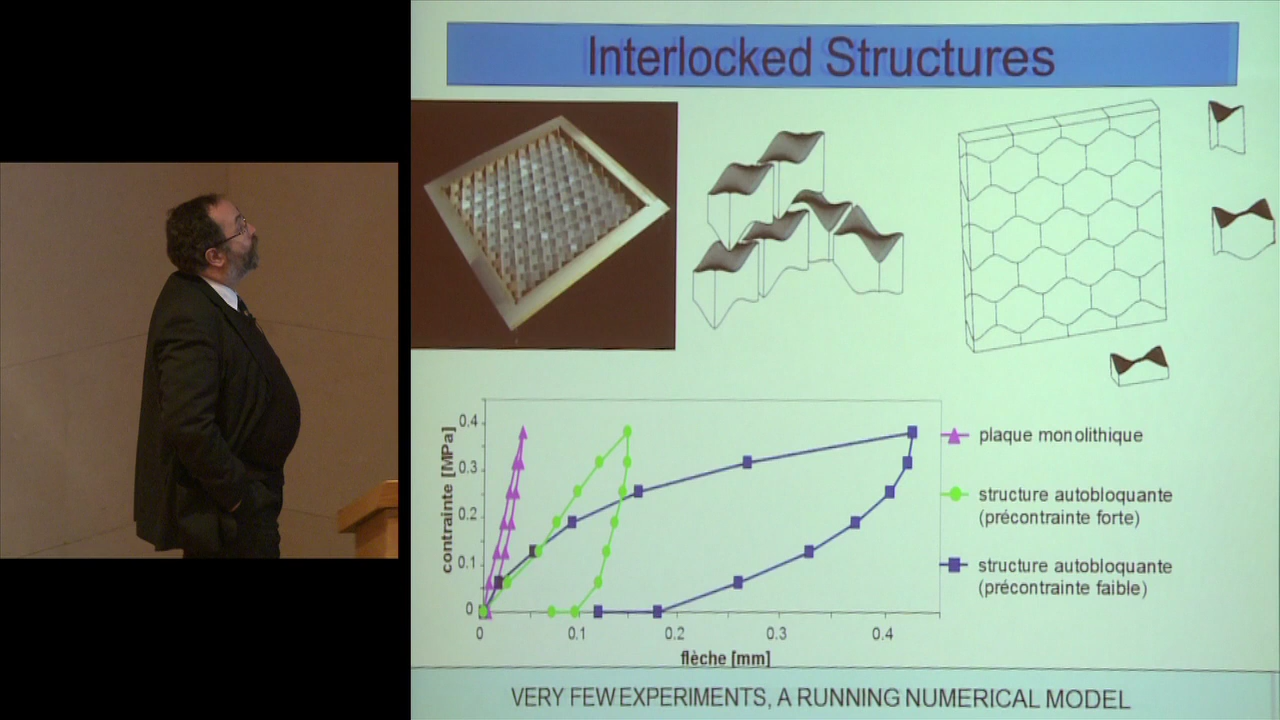 Interlocked Structures
contrainte [MPa]
0.4
0.3
0.2
0.1
0
0
0.1
0.2
0.3
0.4
flèche [mm]
plaque monolithique
structure autobloquante
(précontrainte forte)
structure autobloquante
(précontrainte faible)
VERY FEW EXPERIMENTS, A RUNNING NUMERICAL MODEL